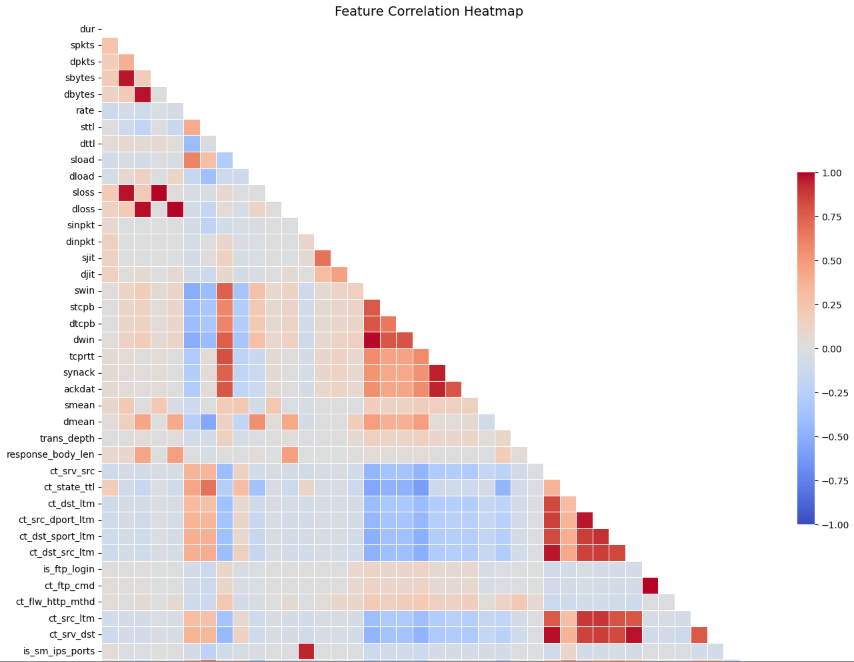 Feature Correlation Heatmap
dur
spkts
dpkts
sbytes
dbytes
rate
sttl
dttl
sload
dload
sloss
dloss
sinpkt
dinpkt
sjit
djit
swin
stcpb
dtcpb
dwin
tcprtt
synack
ackdat
smean
dmean
trans_depth
response_body_len
ct_srv_src
ct_state_ttl
ct_dst_ltm
ct_src_dport_ltm
ct_dst_sport_ltm
ct_dst_src_ltm
is_ftp_login
ct_ftp_cmd
ct_flw_http_mthd
ct_src_ltm
ct_srv_dst
is_sm_ips_ports
1.00
0.75
0.50
0.25
0.00
−0.25
−0.50
−0.75
−1.00